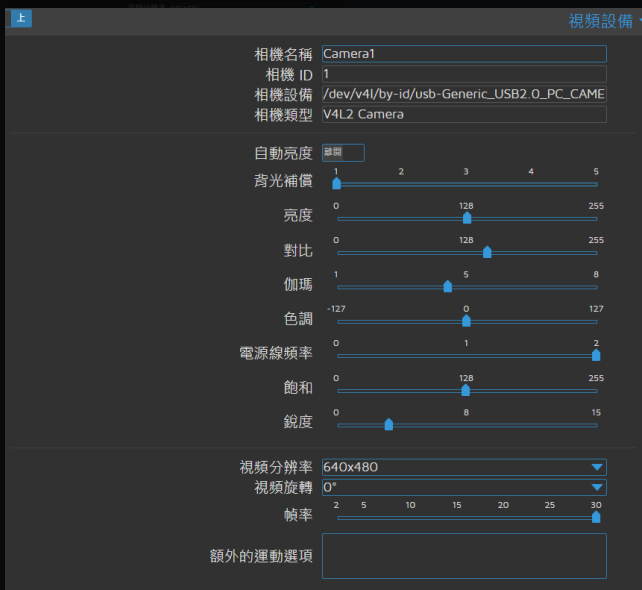 上
視頻設備
相機名稱 Camera1
相機 ID 1
相機設備 /dev/v4l/by-id/usb-Generic_USB2.0_PC_CAME
相機類型 V4L2 Camera
自動亮度 離開
背光補償 1 2 3 4 5
亮度 0 128 255
對比 0 128 255
伽瑪 1 5 8
色調 -127 0 127
電源線頻率 0 1 2
飽和 0 128 255
銳度 0 8 15
視頻分辨率 640x480
視頻旋轉 0°
幀率 2 5 10 15 20 25 30
額外的運動選項